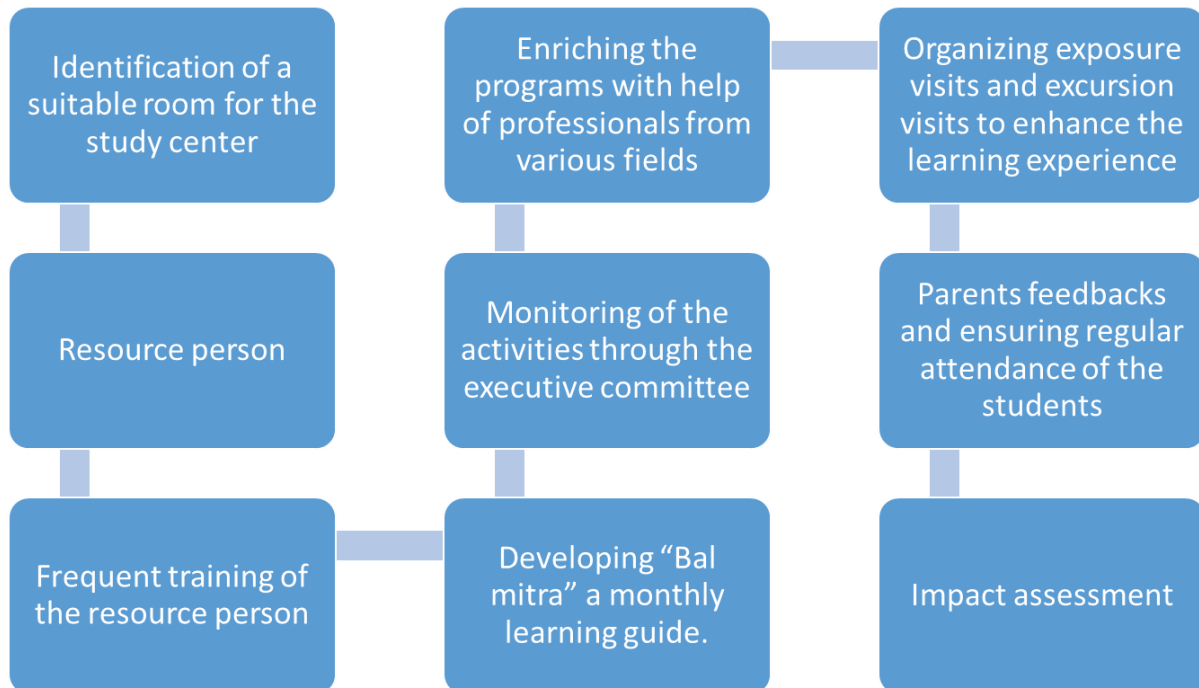 Identification of a
suitable room for the
study center
Resource person
Frequent training of
the resource person
Developing “Bal
mitra” a monthly
learning guide.
Monitoring of the
activities through the
executive committee
Enriching the
programs with help
of professionals from
various fields
Organizing exposure
visits and excursion
visits to enhance the
learning experience
Parents feedbacks
and ensuring regular
attendance of the
students
Impact assessment